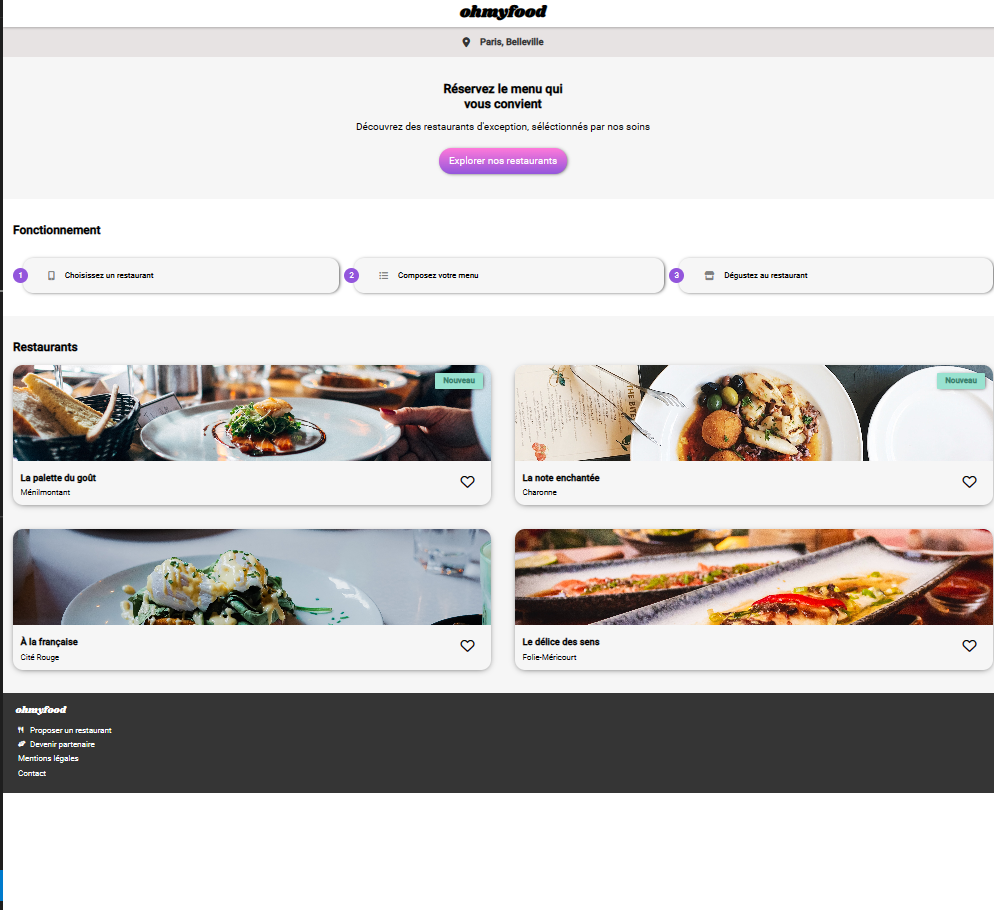 ohmyfood
Paris, Belleville
Réservez le menu qui
vous convient
Découvrez des restaurants d'exception, séléctionnés par nos soins
Explorer nos restaurants
Fonctionnement
1
Choisissez un restaurant
2
Composez votre menu
3
Dégustez au restaurant
Restaurants
Nouveau
La palette du goût
Ménilmontant
Nouveau
La note enchantée
Charonne
À la française
Cité Rouge
Le délice des sens
Folie-Méricourt
ohmyfood
Proposer un restaurant
Devenir partenaire
Mentions légales
Contact